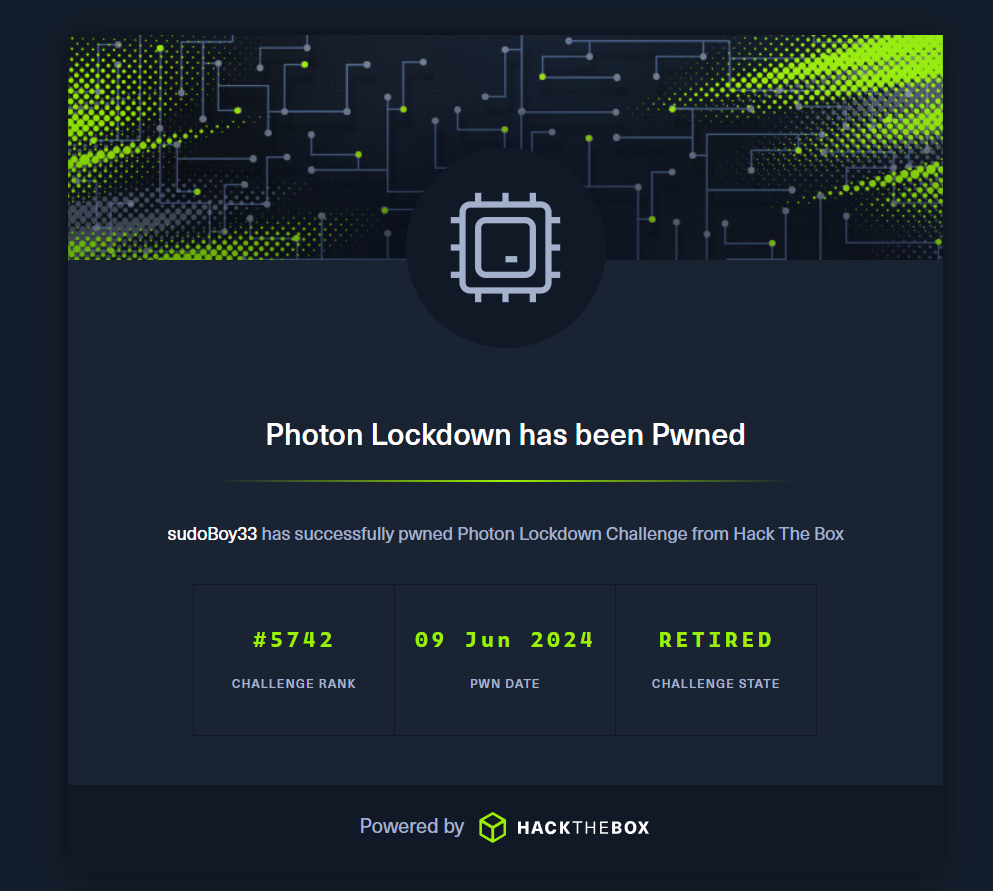 Photon Lockdown has been Pwned
sudoBoy33 has successfully pwned Photon Lockdown Challenge from Hack The Box
#5742 09 Jun 2024 RETIRED
CHALLENGE RANK PWN DATE CHALLENGE STATE
Powered by HACKTHEBOX